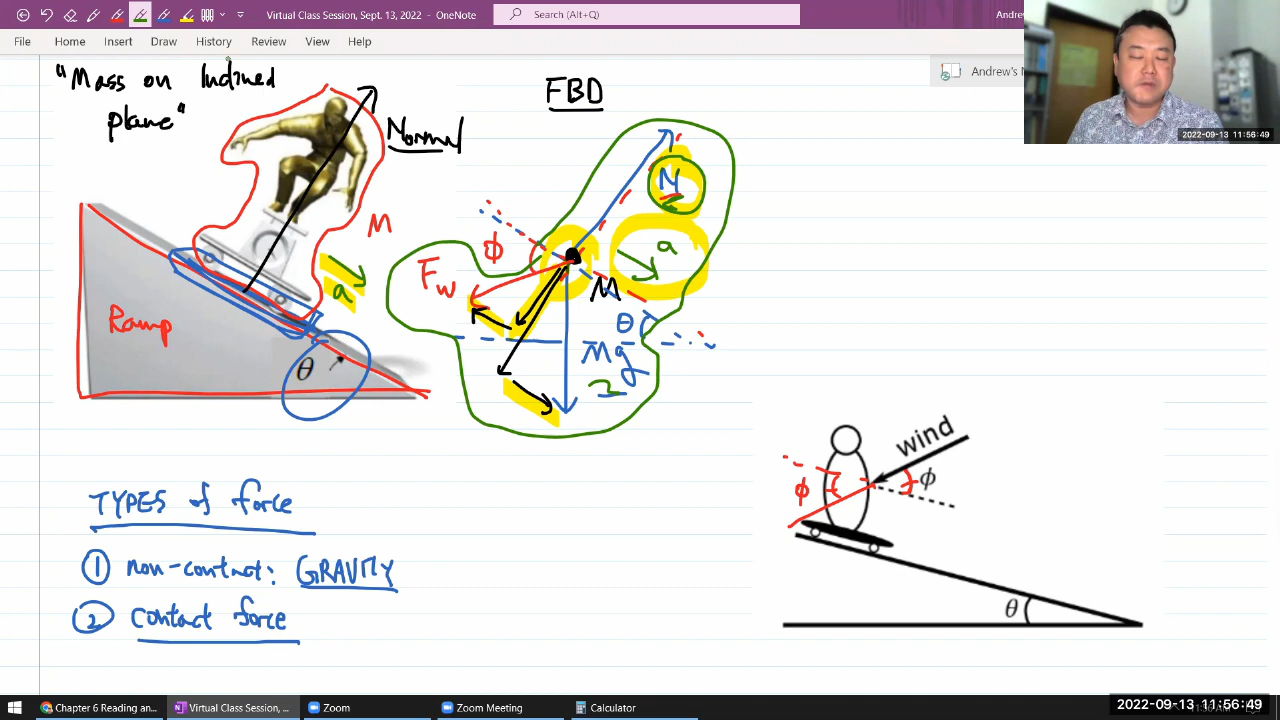 Virtual Class Session, Sept. 13, 2022 - OneNote
Search (Alt+Q)
Andrew
File Home Insert Draw History Review View Help
Andrew's
2022-09-13 11:56:49
"Mass on Inclined
plane"
Normal
M
a
Ramp
θ
FBD
N
a
ϕ
Fw
M
θ
Mg
2
wind
ϕ
ϕ
θ
TYPES of force
① non-contact: GRAVITY
② contact force
Chapter 6 Reading an...
Virtual Class Session, ...
Zoom
Zoom Meeting
Calculator
2022-09-13 11:56:49